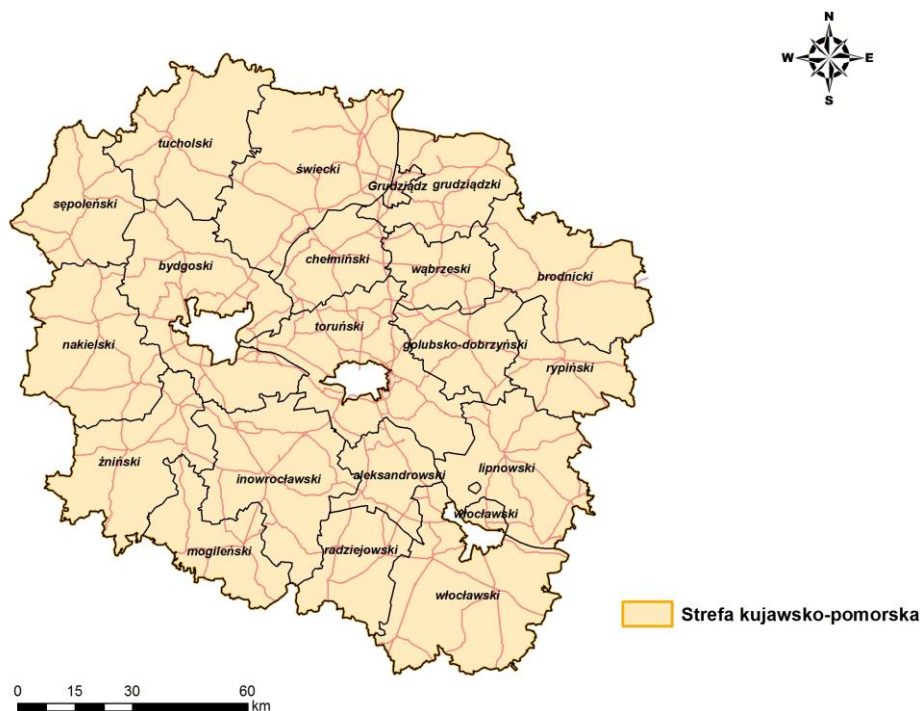 N
W E
S
tucholski
świecki
Grudziądz grudziądzki
sępoleński
chełmiński
bydgoski
wąbrzeski
brodnicki
toruński
nakielski
golubsko-dobrzyński
rypiński
żniński
inowrocławski
aleksandrowski
lipnowski
włocławski
mogileński
radziejowski
włocławski
Strefa kujawsko-pomorska
0 15 30 60
km